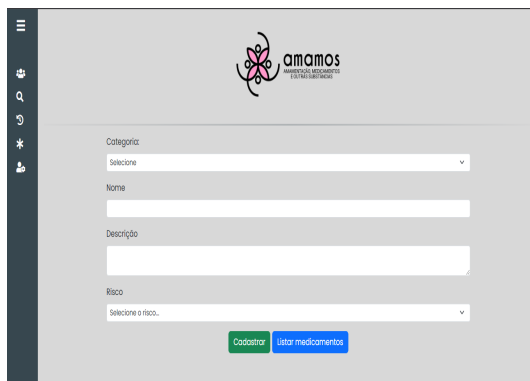 amamos
AMAMENTAÇÃO, MEDICAMENTOS
E OUTRAS SUBSTÂNCIAS
Categoria:
Selecione
Nome
Descrição
Risco
Selecione o risco...
Cadastrar Listar medicamentos